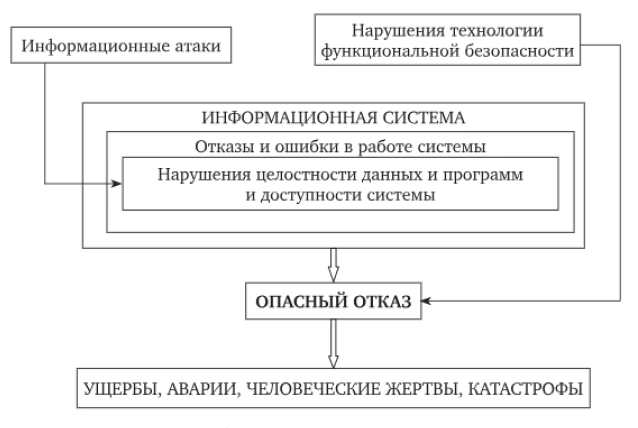 Информационные атаки
Нарушения технологии
функциональной безопасности
ИНФОРМАЦИОННАЯ СИСТЕМА
Отказы и ошибки в работе системы
Нарушения целостности данных и программ
и доступности системы
ОПАСНЫЙ ОТКАЗ
УЩЕРБЫ, АВАРИИ, ЧЕЛОВЕЧЕСКИЕ ЖЕРТВЫ, КАТАСТРОФЫ